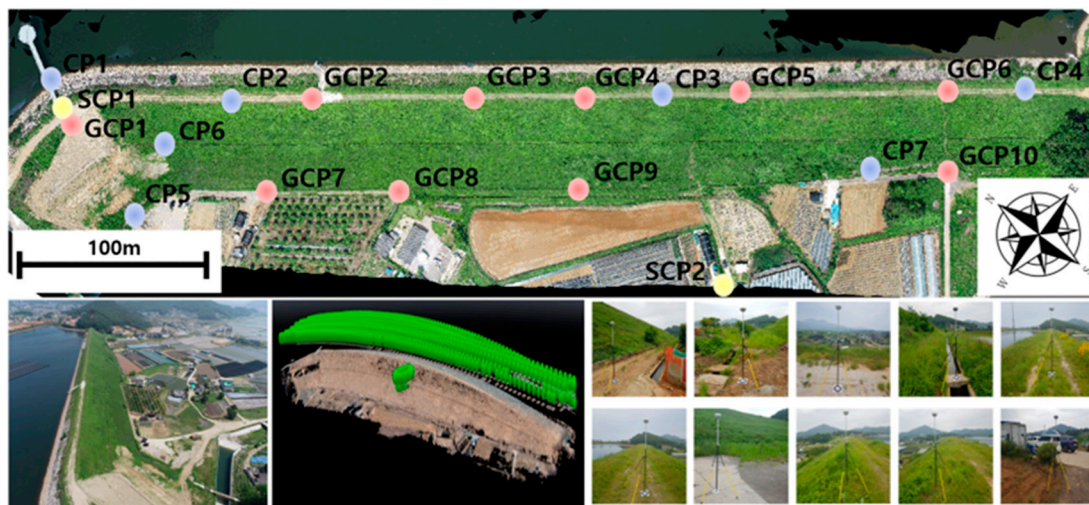 CP1
CP2
GCP2
GCP3
GCP4
CP3
GCP5
GCP6
CP4
SCP1
GCP1
CP6
CP7
GCP10
CP5
GCP7
GCP8
GCP9
100m
SCP2
N
E
W
S